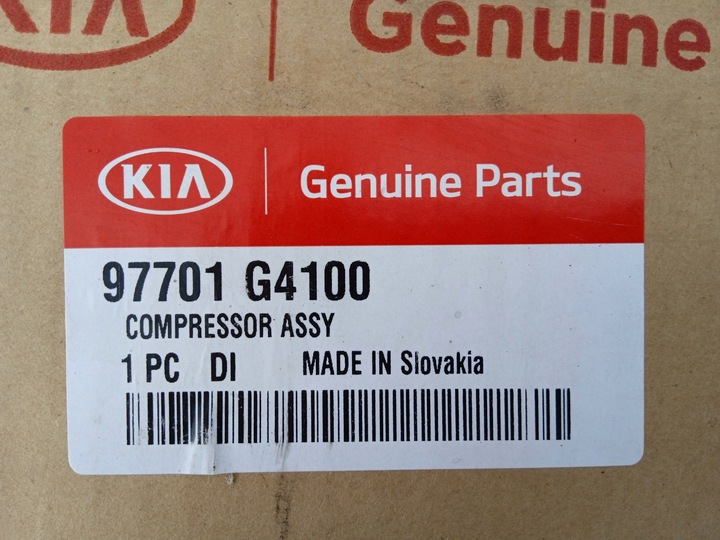 KIA Genuine
KIA Genuine Parts
97701 G4100
COMPRESSOR ASSY
1 PC DI MADE IN Slovakia